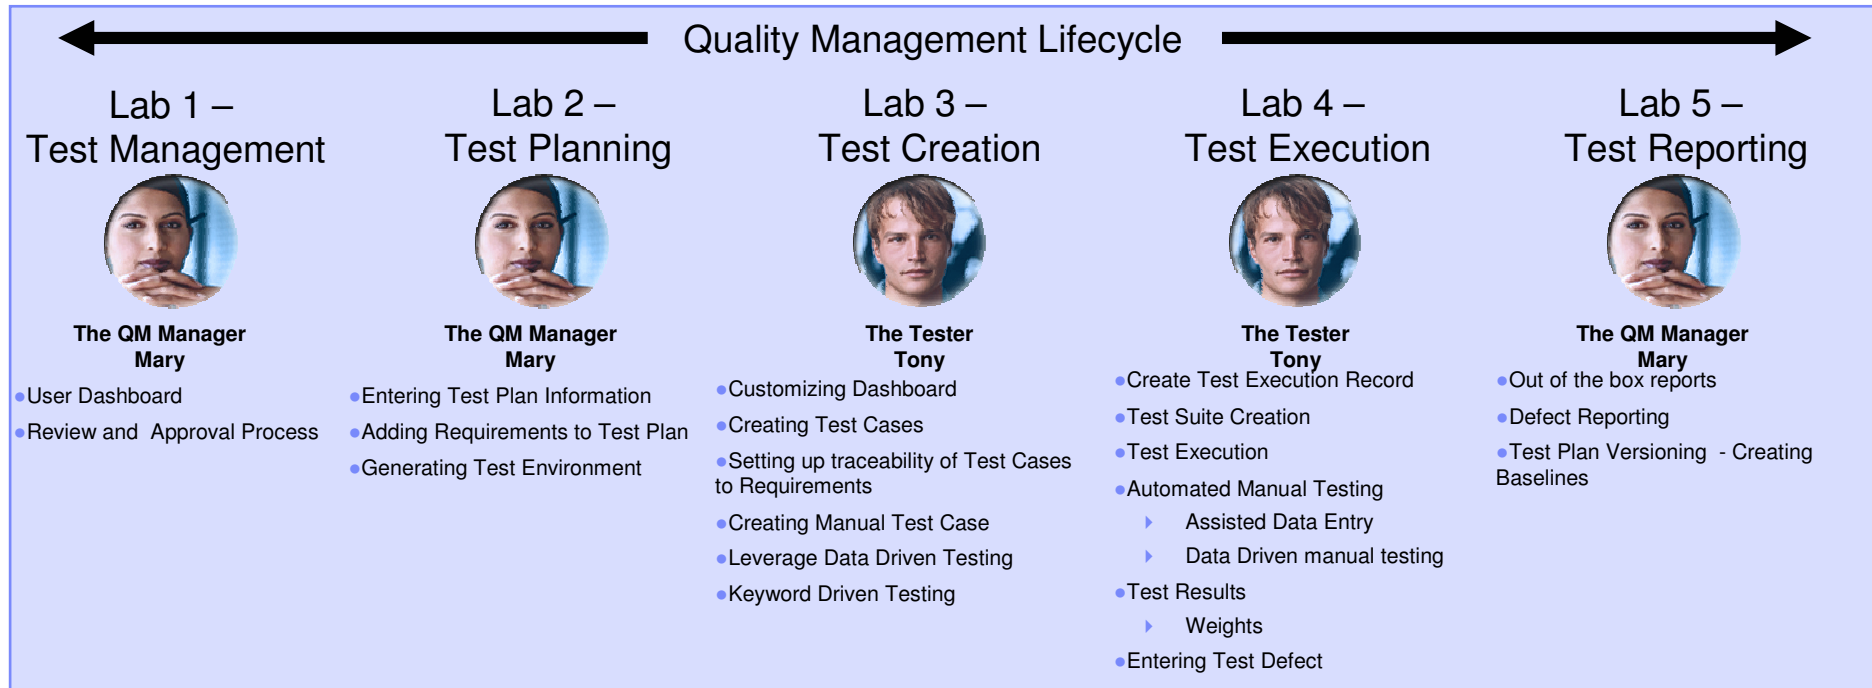 Quality Management Lifecycle
Lab 1 –
Test Management
The QM Manager
Mary
●User Dashboard
●Review and  Approval Process
Lab 2 –
Test Planning
The QM Manager
Mary
●Entering Test Plan Information
●Adding Requirements to Test Plan
●Generating Test Environment
Lab 3 –
Test Creation
The Tester
Tony
●Customizing Dashboard
●Creating Test Cases
●Setting up traceability of Test Cases
to Requirements
●Creating Manual Test Case
●Leverage Data Driven Testing
●Keyword Driven Testing
Lab 4 –
Test Execution
The Tester
Tony
●Create Test Execution Record
●Test Suite Creation
●Test Execution
●Automated Manual Testing
Assisted Data Entry
Data Driven manual testing
●Test Results
Weights
●Entering Test Defect
Lab 5 –
Test Reporting
The QM Manager
Mary
●Out of the box reports
●Defect Reporting
●Test Plan Versioning  - Creating
Baselines